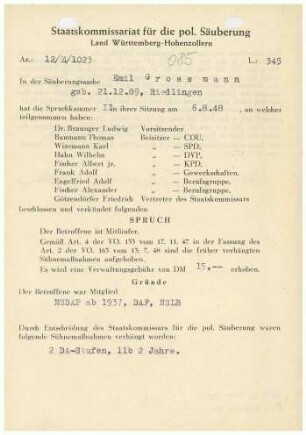 Staatskommissariat für die pol. Säuberung
Land Württemberg-Hohenzollern
Az.: 12/A/1023 085 L: 345
In der Säuberungssache Emil Grossmann
geb. 21.12.89, Riedlingen
hat die Spruchkammer II in ihrer Sitzung am 6.8.48, an welcher
teilgenommen haben:
Dr. Ludwig Vorsitzender
Baumann Thomas Beisitzer — CDU,
Witzmann Karl „ — SPD,
Hahn Wilhelm „ — DVP,
Fischer Albert jr. „ — KPD,
Frank Adolf „ — Gewerkschaften,
Engelfried Adolf „ — Berufsgruppe,
Fischer Alexander „ — Berufsgruppe,
Götzendörfer Friedrich Vertreter des Staatskommissars
beschlossen und verkündet folgenden
SPRUCH
Der Betroffene ist Mitläufer.
Gemäß Art. 4 der VO. 133 vom 17. 11. 47 in der Fassung des
Art. 2 der VO. 165 vom 13. 7. 48 sind die früher verhängten
Sühnemaßnahmen aufgehoben.
Es wird eine Verwaltungsgebühr von DM 15,-- erhoben.
Gründe
Der Betroffene war Mitglied
NSDAP ab 1937, DAF, NSLB
Durch Entscheidung des Staatskommissars für die pol. Säuberung waren
folgende Sühnemaßnahmen verhängt:
2 DA-Stufen, llb 2 Jahre.